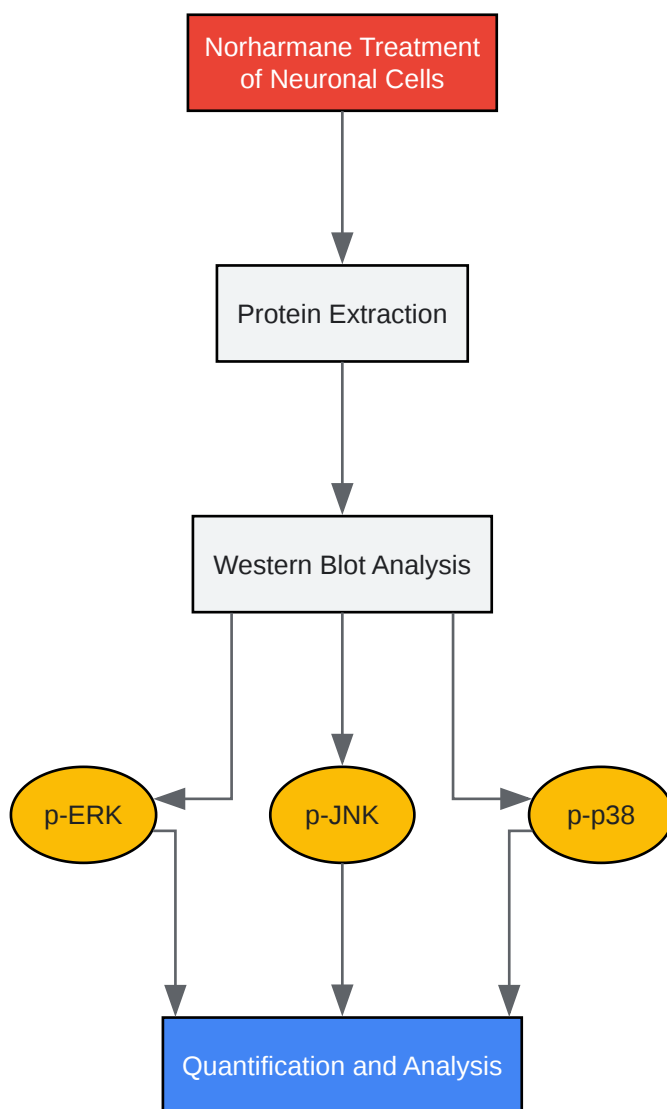 Norharmane Treatment
of Neuronal Cells
Protein Extraction
Western Blot Analysis
p-ERK
p-JNK
p-p38
Quantification and Analysis